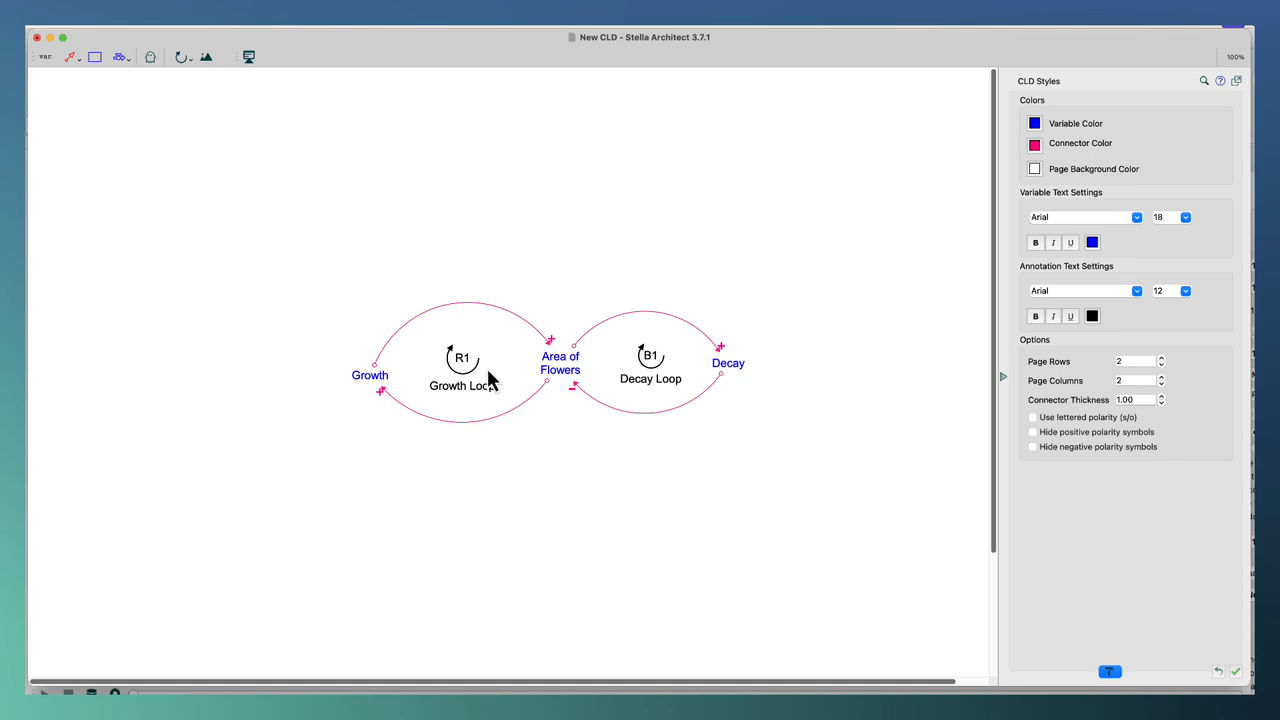 New CLD - Stella Architect 3.7.1
var
100%
CLD Styles
Colors
Variable Color
Connector Color
Page Background Color
Variable Text Settings
Arial 18
B I U
Annotation Text Settings
Arial 12
B I U
Options
Page Rows 2
Page Columns 2
Connector Thickness 1.00
Use lettered polarity (s/o)
Hide positive polarity symbols
Hide negative polarity symbols
R1
Growth Loop
Growth
+
+
Area of
Flowers
B1
Decay Loop
+
Decay
-